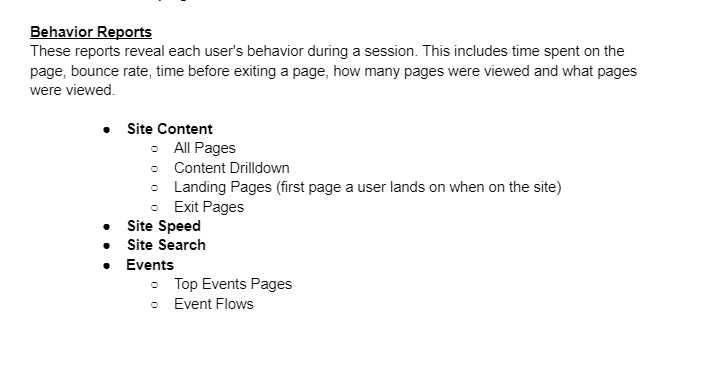 Behavior Reports
These reports reveal each user's behavior during a session. This includes time spent on the
page, bounce rate, time before exiting a page, how many pages were viewed and what pages
were viewed.
● Site Content
○ All Pages
○ Content Drilldown
○ Landing Pages (first page a user lands on when on the site)
○ Exit Pages
● Site Speed
● Site Search
● Events
○ Top Events Pages
○ Event Flows